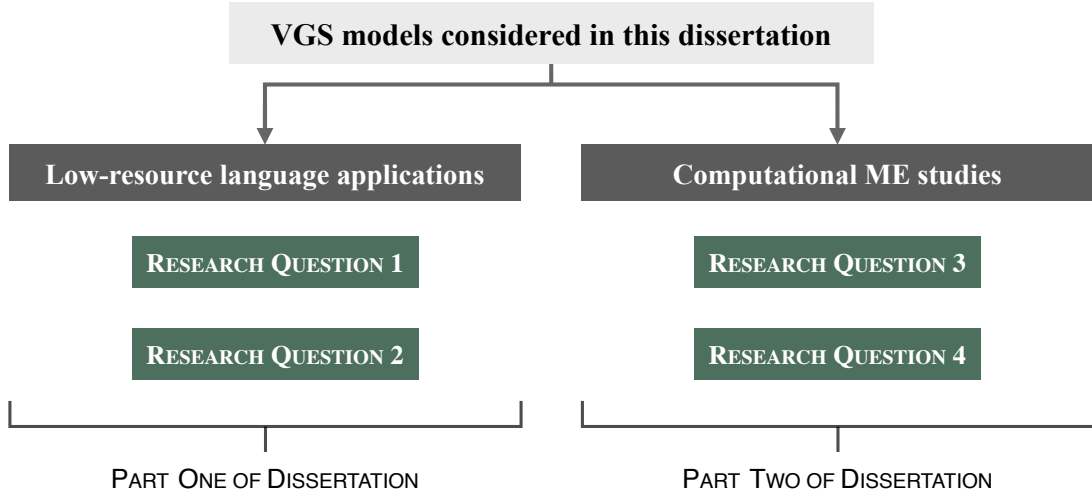 VGS models considered in this dissertation
Low-resource language applications
Computational ME studies
RESEARCH QUESTION 1
RESEARCH QUESTION 3
RESEARCH QUESTION 2
RESEARCH QUESTION 4
PART ONE OF DISSERTATION
PART TWO OF DISSERTATION